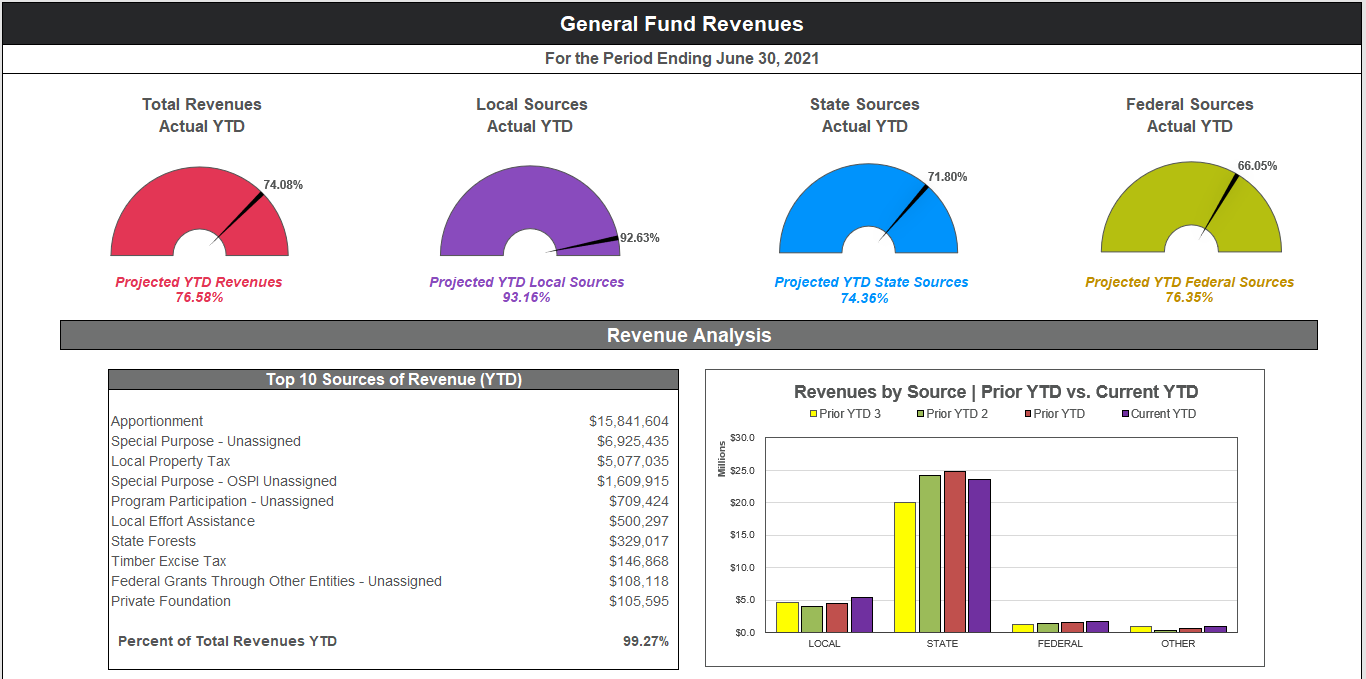 General Fund Revenues
For the Period Ending June 30, 2021
Total Revenues
Actual YTD
74.08%
Projected YTD Revenues
76.58%
Local Sources
Actual YTD
92.63%
Projected YTD Local Sources
93.16%
State Sources
Actual YTD
71.80%
Projected YTD State Sources
74.36%
Federal Sources
Actual YTD
66.05%
Projected YTD Federal Sources
76.35%
Revenue Analysis
Top 10 Sources of Revenue (YTD)
Apportionment $15,841,604
Special Purpose - Unassigned $6,925,435
Local Property Tax $5,077,035
Special Purpose - OSPI Unassigned $1,609,915
Program Participation - Unassigned $709,424
Local Effort Assistance $500,297
State Forests $329,017
Timber Excise Tax $146,868
Federal Grants Through Other Entities - Unassigned $108,118
Private Foundation $105,595
Percent of Total Revenues YTD 99.27%
Revenues by Source | Prior YTD vs. Current YTD
Prior YTD 3 Prior YTD 2 Prior YTD Current YTD
Millions
$30.0
$25.0
$20.0
$15.0
$10.0
$5.0
$0.0
LOCAL STATE FEDERAL OTHER